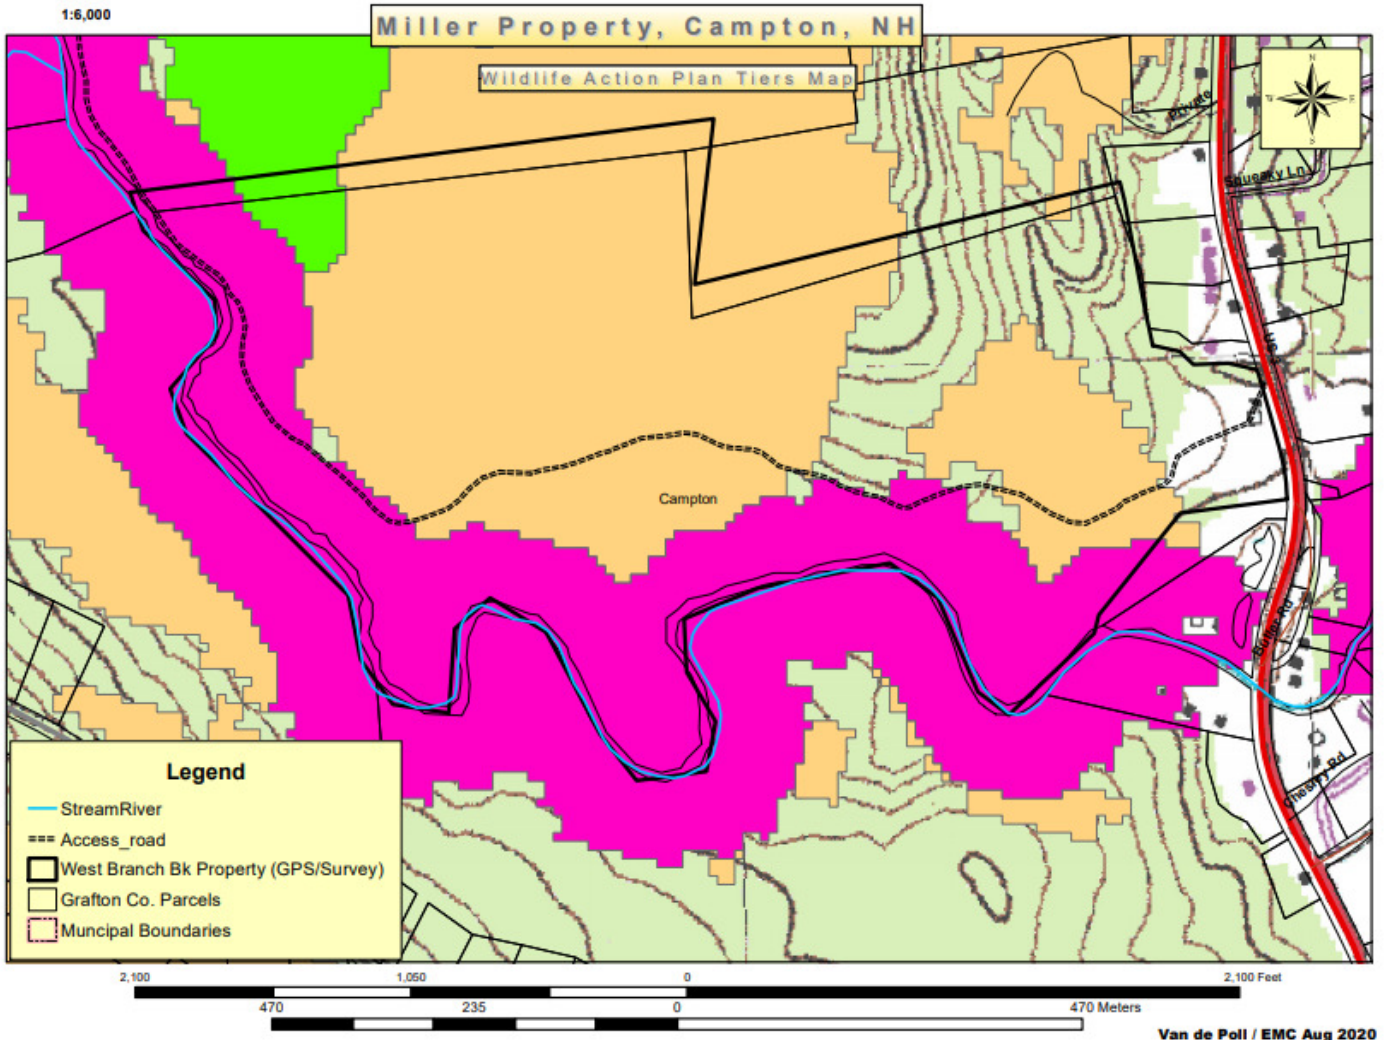 1:6,000
Miller Property, Campton, NH
Wildlife Action Plan Tiers Map
N
W E
S
Private
Squeaky Ln
US
Campton
Butler Rd
Legend
StreamRiver
Access_road
West Branch Bk Property (GPS/Survey)
Grafton Co. Parcels
Muncipal Boundaries
2,100 1,050 0 2,100 Feet
470 235 0 470 Meters
Van de Poll / EMC Aug 2020